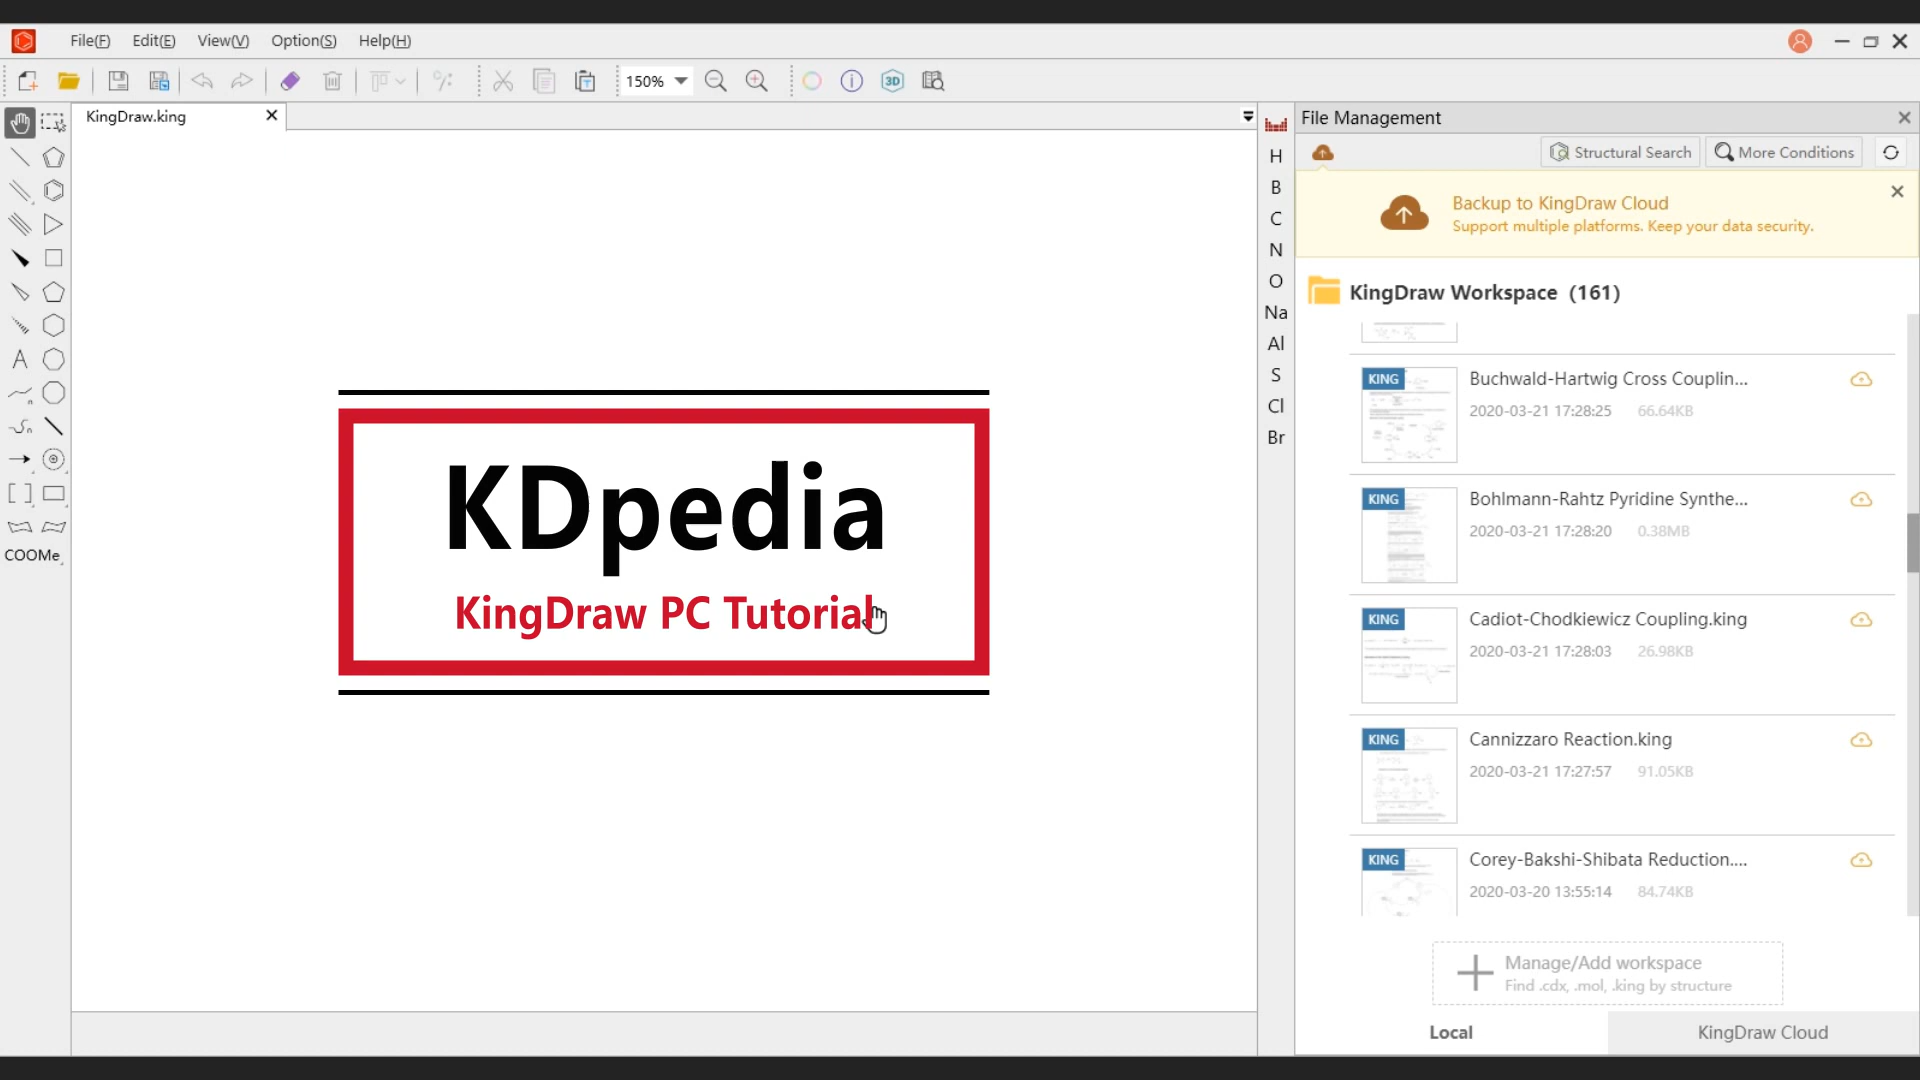 File(F) Edit(E) View(V) Option(S) Help(H)
150% 3D
KingDraw.king
A
COOMe
KDpedia
KingDraw PC Tutorial
H
B
C
N
O
Na
Al
S
Cl
Br
File Management
Structural Search More Conditions
Backup to KingDraw Cloud
Support multiple platforms. Keep your data security.
KingDraw Workspace (161)
KING Buchwald-Hartwig Cross Couplin...
2020-03-21 17:28:25 66.64KB
KING Bohlmann-Rahtz Pyridine Synthe...
2020-03-21 17:28:20 0.38MB
KING Cadiot-Chodkiewicz Coupling.king
2020-03-21 17:28:03 26.98KB
KING Cannizzaro Reaction.king
2020-03-21 17:27:57 91.05KB
KING Corey-Bakshi-Shibata Reduction....
2020-03-20 13:55:14 84.74KB
Manage/Add workspace
Find .cdx, .mol, .king by structure
Local KingDraw Cloud